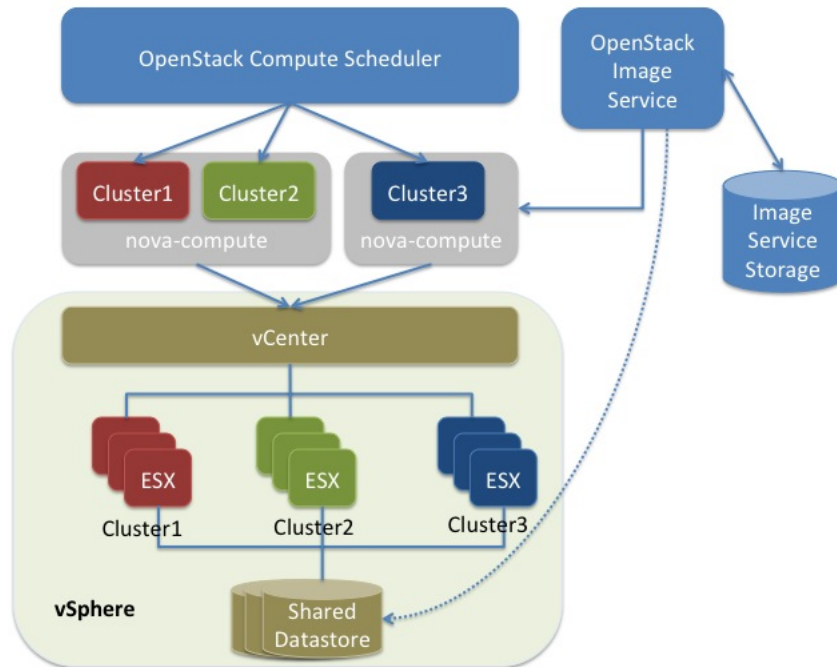 OpenStack Compute Scheduler
OpenStack
Image
Service
Cluster1
Cluster2
Cluster3
nova-compute
nova-compute
Image
Service
Storage
vCenter
ESX
ESX
ESX
Cluster1
Cluster2
Cluster3
vSphere
Shared
Datastore